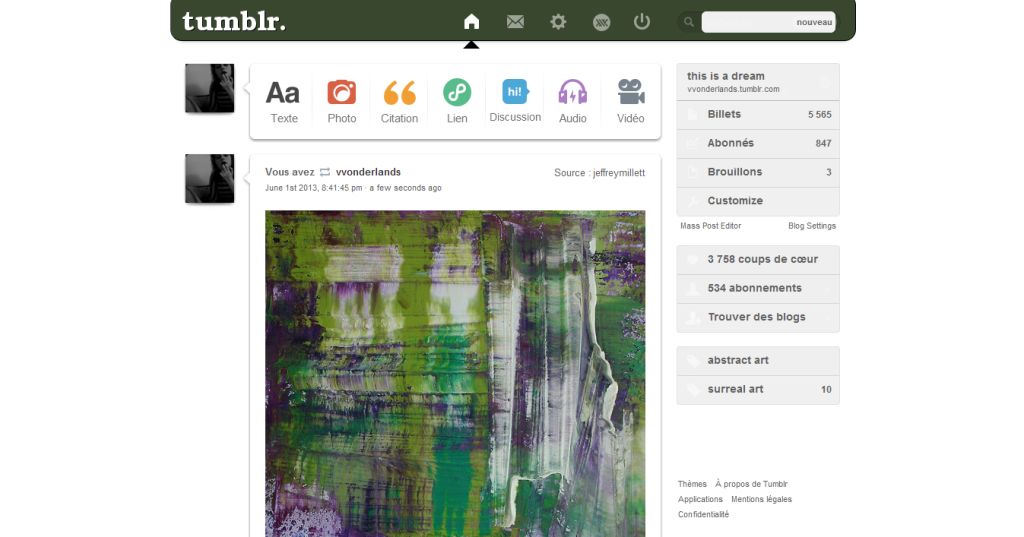 tumblr.
nouveau
Aa
Texte
Photo
Citation
Lien
hi!
Discussion
Audio
Vidéo
Vous avez vvonderlands
Source : jeffreymillett
June 1st 2013, 8:41:45 pm · a few seconds ago
this is a dream
vvonderlands.tumblr.com
Billets 5 565
Abonnés 847
Brouillons 3
Customize
Mass Post Editor Blog Settings
3 758 coups de cœur
534 abonnements
Trouver des blogs
abstract art
surreal art 10
Thèmes À propos de Tumblr
Applications Mentions légales
Confidentialité